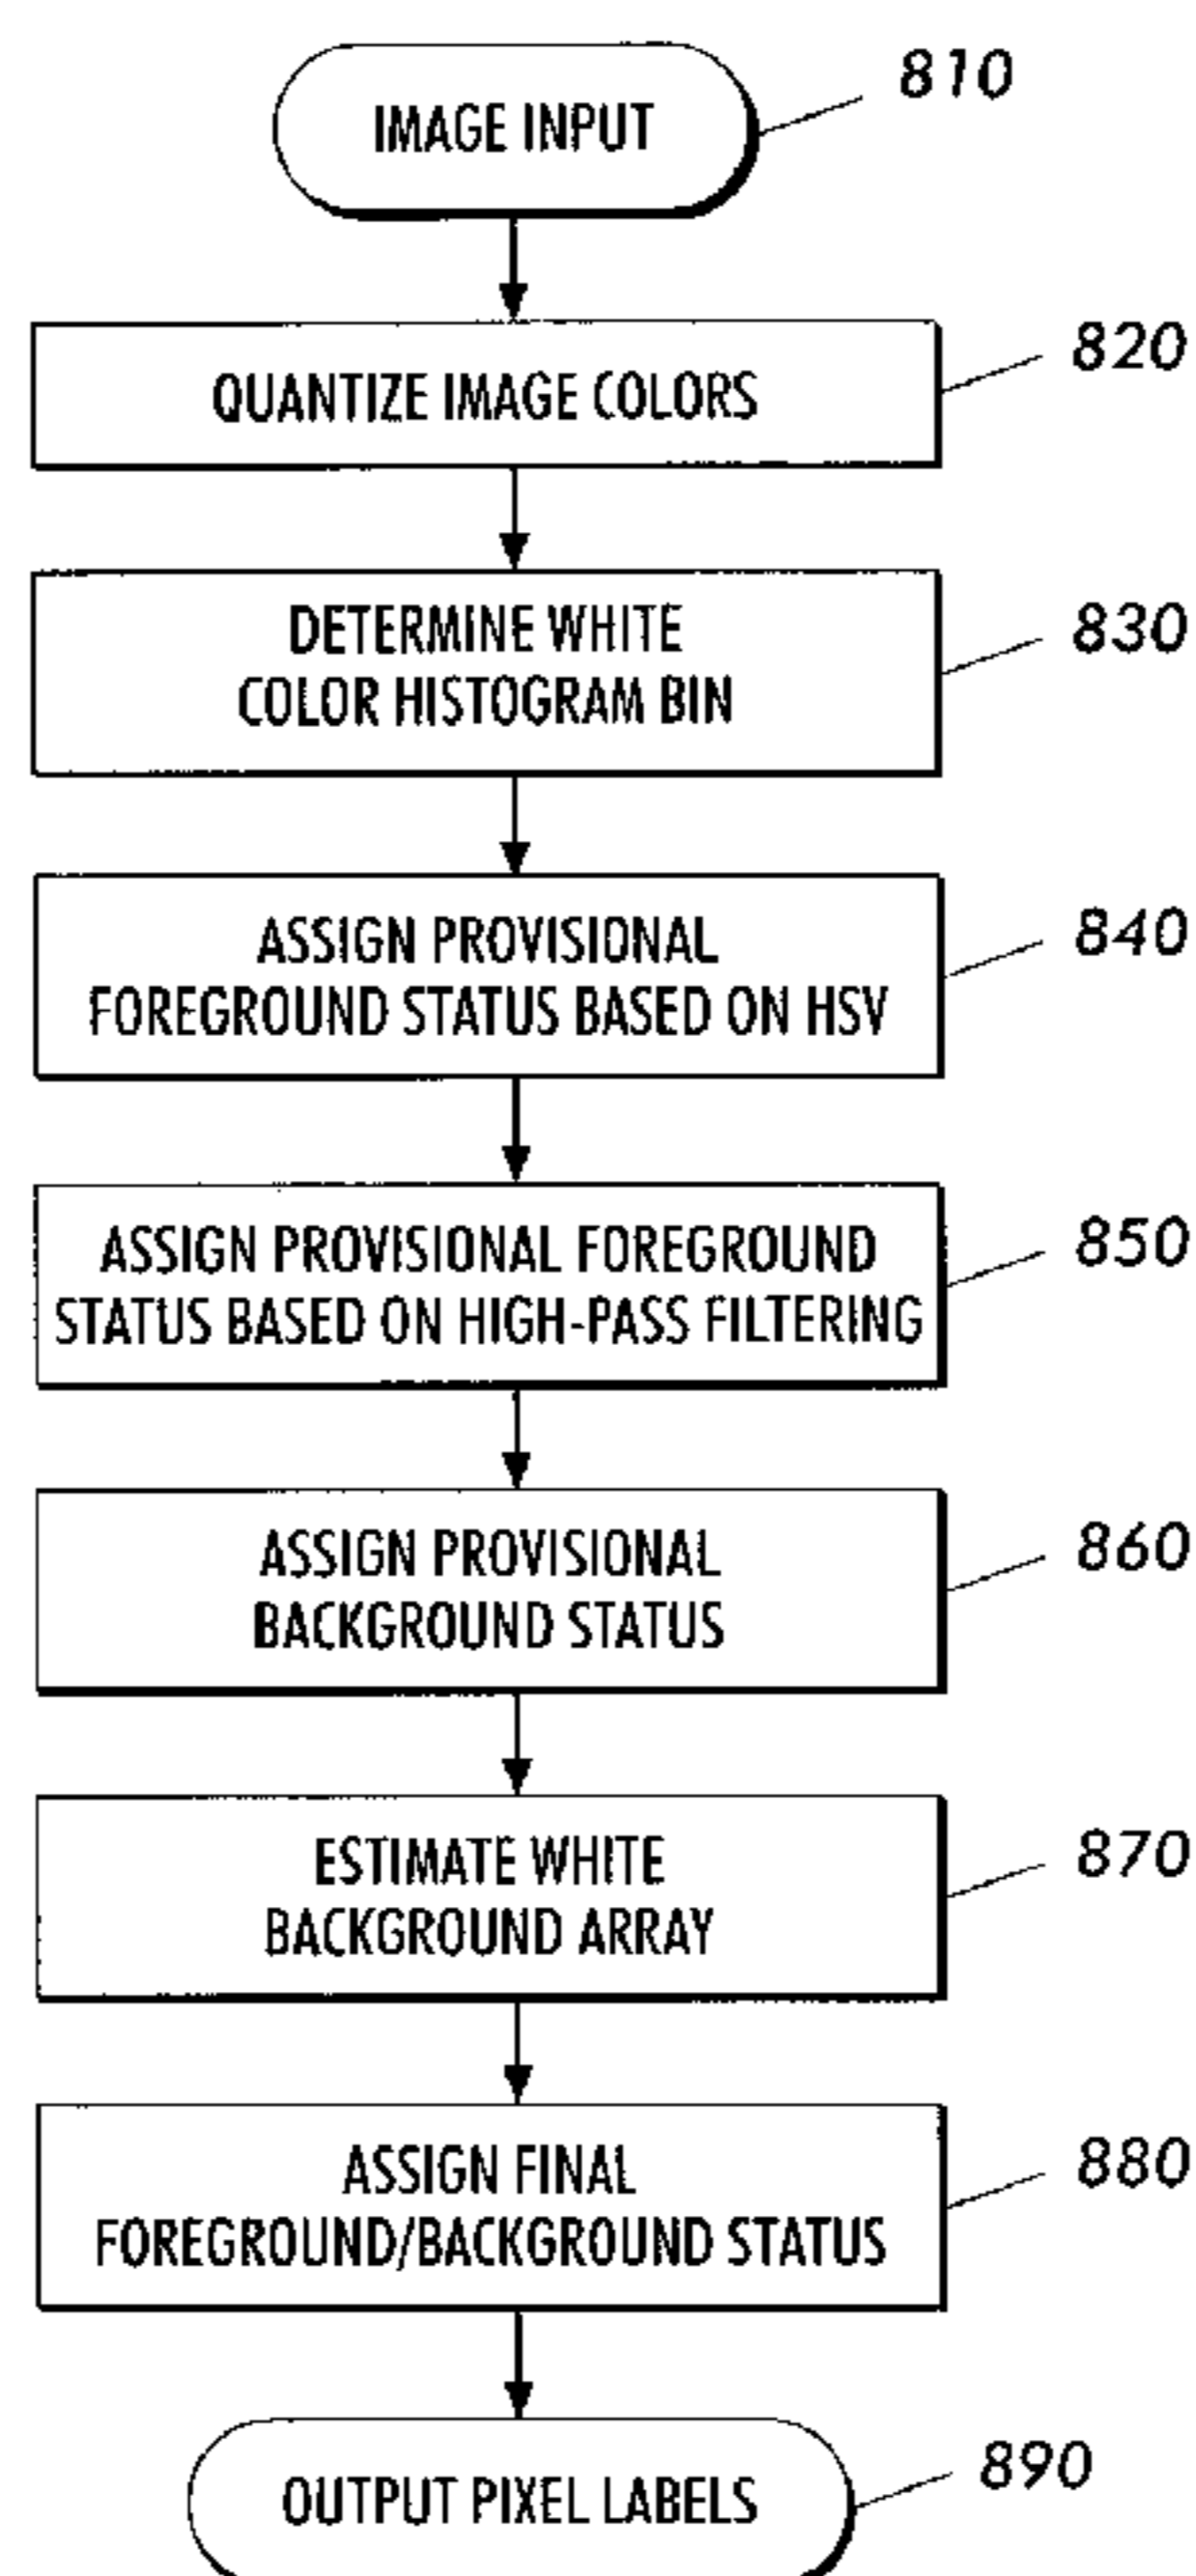 IMAGE INPUT
810
QUANTIZE IMAGE COLORS
820
DETERMINE WHITE
COLOR HISTOGRAM BIN
830
ASSIGN PROVISIONAL
FOREGROUND STATUS BASED ON HSV
840
ASSIGN PROVISIONAL FOREGROUND
STATUS BASED ON HIGH-PASS FILTERING
850
ASSIGN PROVISIONAL
BACKGROUND STATUS
860
ESTIMATE WHITE
BACKGROUND ARRAY
870
ASSIGN FINAL
FOREGROUND/BACKGROUND STATUS
880
OUTPUT PIXEL LABELS
890